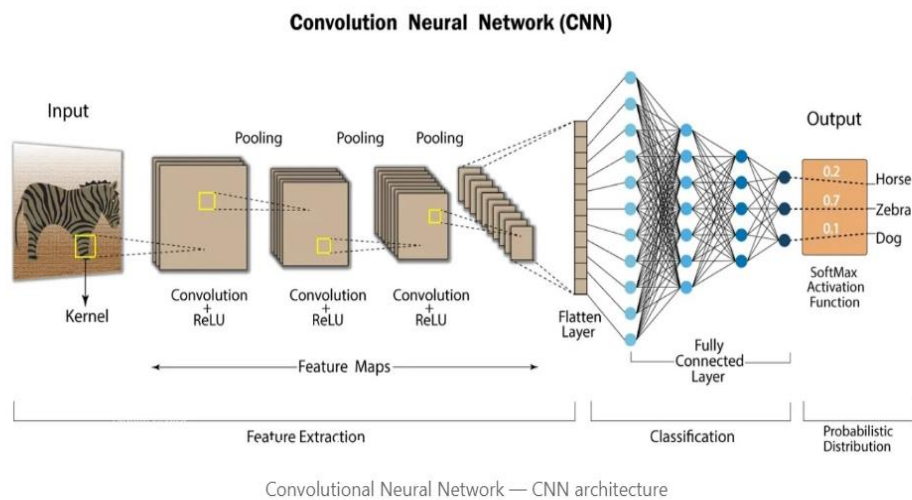 Convolution Neural Network (CNN)
Input
Pooling
Pooling
Pooling
Output
0.2
Horse
0.7
Zebra
0.1
Dog
Kernel
Convolution
+
ReLU
Convolution
+
ReLU
Convolution
+
ReLU
Flatten
Layer
SoftMax
Activation
Function
Fully
Connected
Layer
Feature Maps
Feature Extraction
Classification
Probabilistic
Distribution
Convolutional Neural Network — CNN architecture